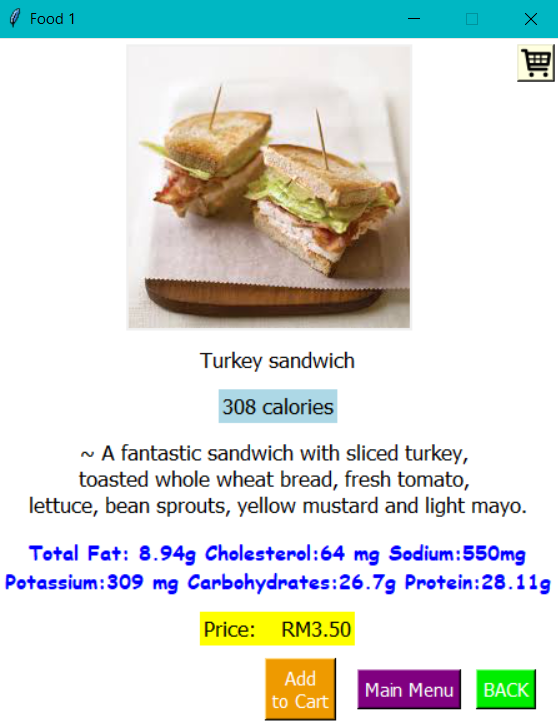 Food 1
Turkey sandwich
308 calories
~ A fantastic sandwich with sliced turkey,
toasted whole wheat bread, fresh tomato,
lettuce, bean sprouts, yellow mustard and light mayo.
Total Fat: 8.94g Cholesterol:64 mg Sodium:550mg
Potassium:309 mg Carbohydrates:26.7g Protein:28.11g
Price: RM3.50
Add
to Cart
Main Menu
BACK